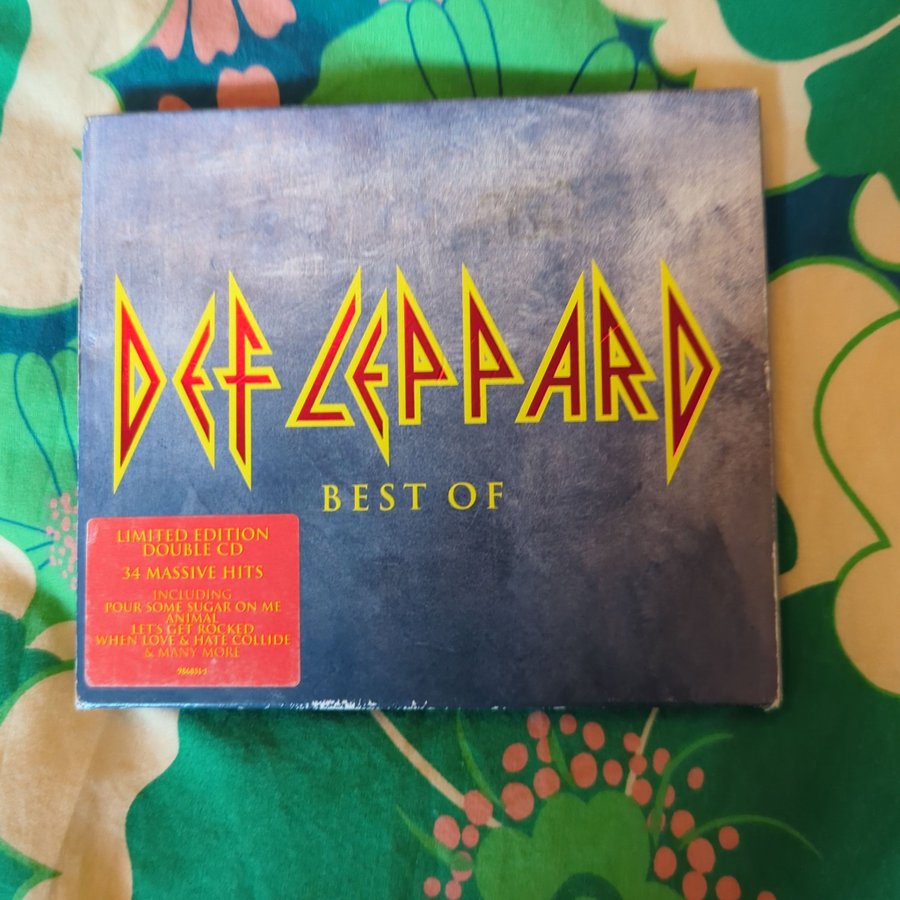 DEF LEPPARD
BEST OF
LIMITED EDITION
DOUBLE CD
34 MASSIVE HITS
INCLUDING
POUR SOME SUGAR ON ME
ANIMAL
LET'S GET ROCKED
WHEN LOVE & HATE COLLIDE
& MANY MORE